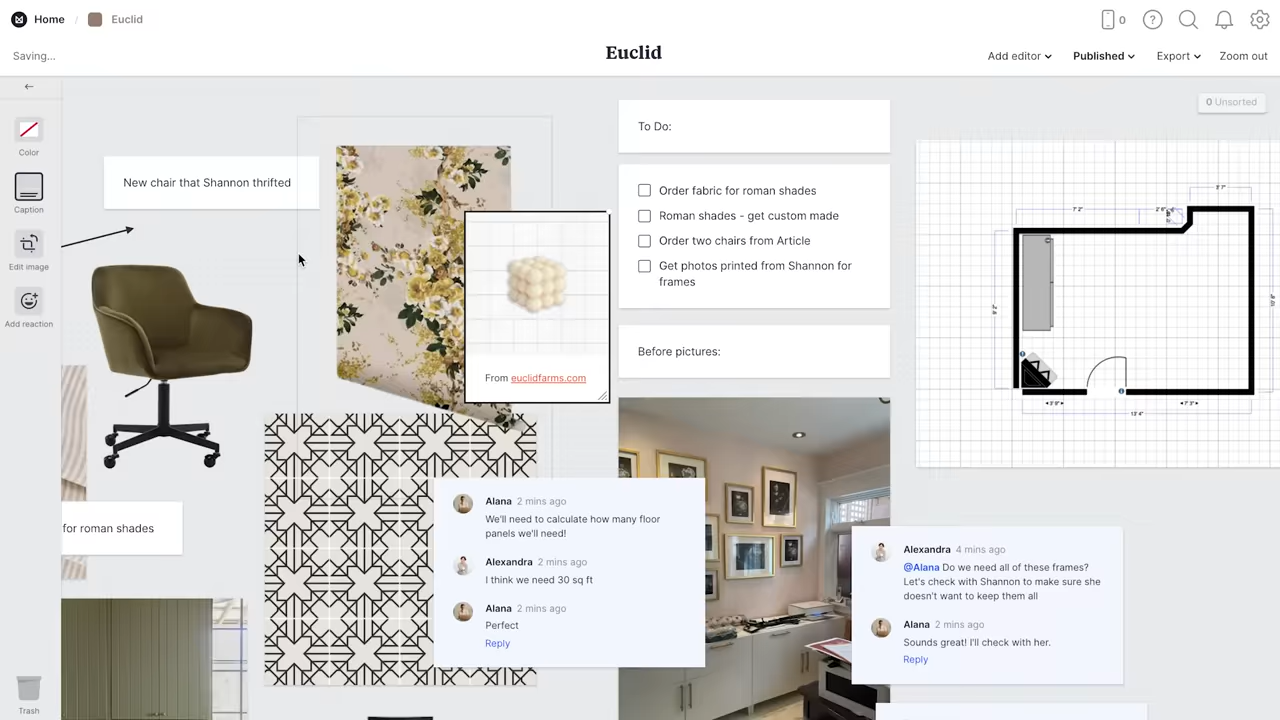 Home / Euclid
0
Saving...
Euclid
Add editor
Published
Export
Zoom out
Color
Caption
Edit image
Add reaction
Trash
0 Unsorted
New chair that Shannon thrifted
From euclidfarms.com
for roman shades
To Do:
Order fabric for roman shades
Roman shades - get custom made
Order two chairs from Article
Get photos printed from Shannon for
frames
Before pictures:
Alana 2 mins ago
We'll need to calculate how many floor
panels we'll need!
Alexandra 2 mins ago
I think we need 30 sq ft
Alana 2 mins ago
Perfect
Reply
Alexandra 4 mins ago
@Alana Do we need all of these frames?
Let's check with Shannon to make sure she
doesn't want to keep them all
Alana 2 mins ago
Sounds great! I'll check with her.
Reply
3' 7"
7' 2"
13' 4"